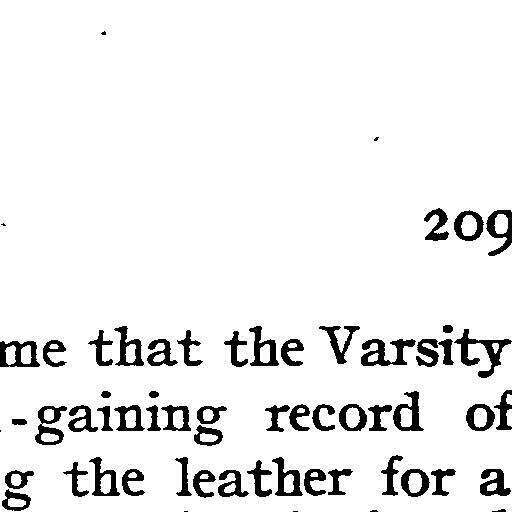 209
me that the Varsity
-gaining record of
g the leather for a